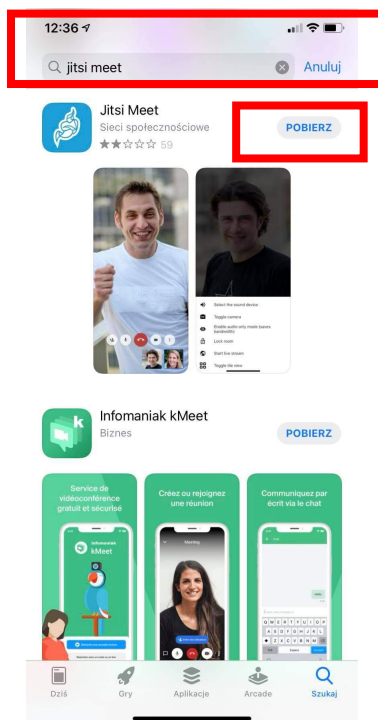 12:36
jitsi meet
Anuluj
Jitsi Meet
Sieci społecznościowe
59
POBIERZ
Select the sound device
Toggle camera
Enable audio-only mode (saves
bandwidth)
Lock room
Start live stream
Toggle tile view
Infomaniak kMeet
Biznes
POBIERZ
Service de
vidéoconférence
gratuit et sécurisé
infomaniak
kMeet
Créez ou rejoignez
une réunion
Meeting
Communiquez par
écrit via le chat
Q W E R T Y U I O P
A S D F G H J K L
Z X C V B N M
Dziś
Gry
Aplikacje
Arcade
Szukaj